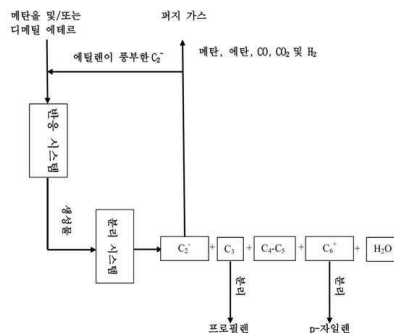 메탄올 및/또는
디메틸 에테르
퍼지 가스
에틸렌이 풍부한 C₂⁻
메탄, 에탄, CO, CO₂ 및 H₂
반응 시스템
생성물
분리 시스템
C₂⁻ + C₃ + C₄-C₅ + C₆⁺ + H₂O
분리
분리
프로필렌
p-자일렌